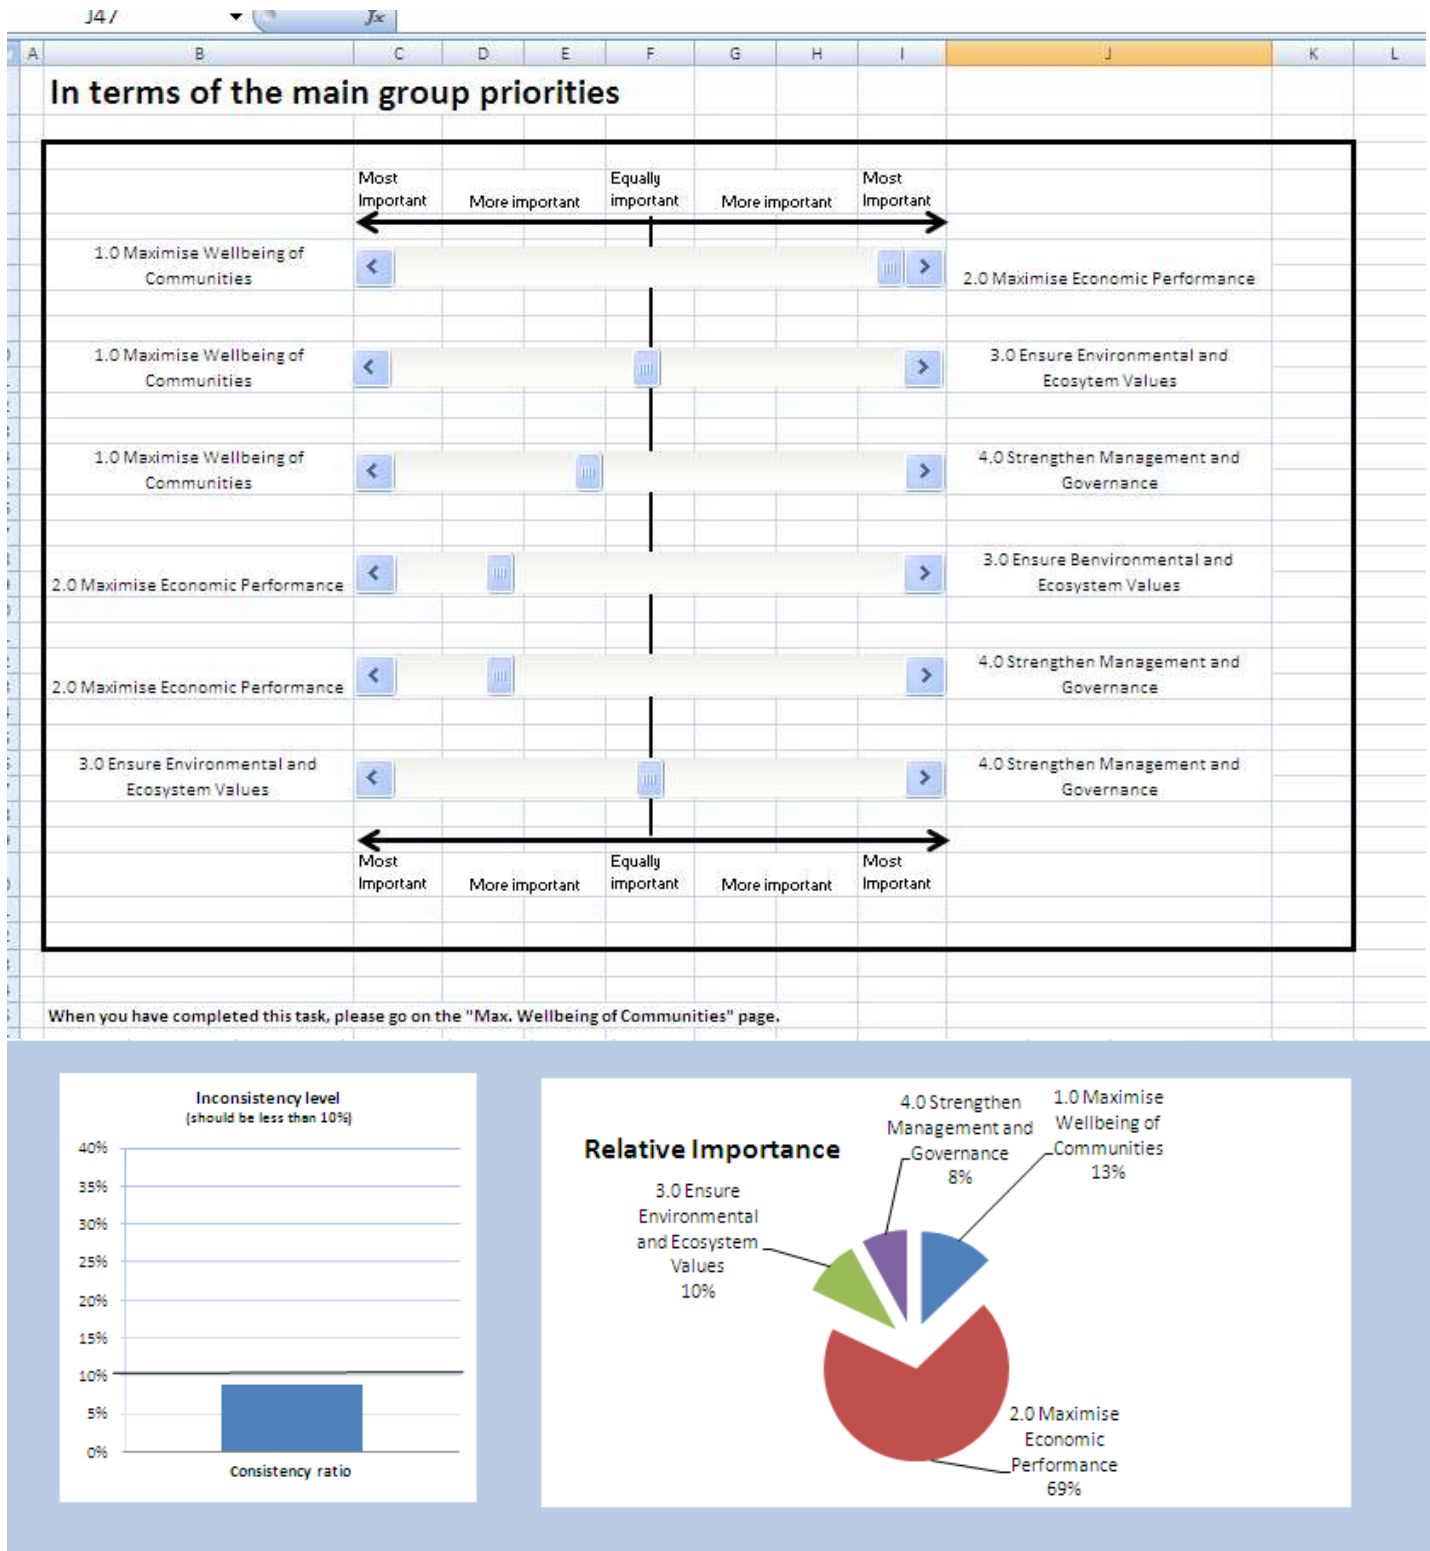 J47
fx
A B C D E F G H I J K L
In terms of the main group priorities
Most Equally Most
Important More important important More important Important
1.0 Maximise Wellbeing of
Communities
2.0 Maximise Economic Performance
1.0 Maximise Wellbeing of
Communities
3.0 Ensure Environmental and
Ecosytem Values
1.0 Maximise Wellbeing of
Communities
4.0 Strengthen Management and
Governance
2.0 Maximise Economic Performance
3.0 Ensure Benvironmental and
Ecosystem Values
2.0 Maximise Economic Performance
4.0 Strengthen Management and
Governance
3.0 Ensure Environmental and
Ecosystem Values
4.0 Strengthen Management and
Governance
Most Equally Most
Important More important important More important Important
When you have completed this task, please go on the "Max. Wellbeing of Communities" page.
Inconsistency level
(should be less than 10%)
40%
35%
30%
25%
20%
15%
10%
5%
0%
Consistency ratio
Relative Importance
4.0 Strengthen
Management and
Governance
8%
1.0 Maximise
Wellbeing of
Communities
13%
3.0 Ensure
Environmental
and Ecosystem
Values
10%
2.0 Maximise
Economic
Performance
69%